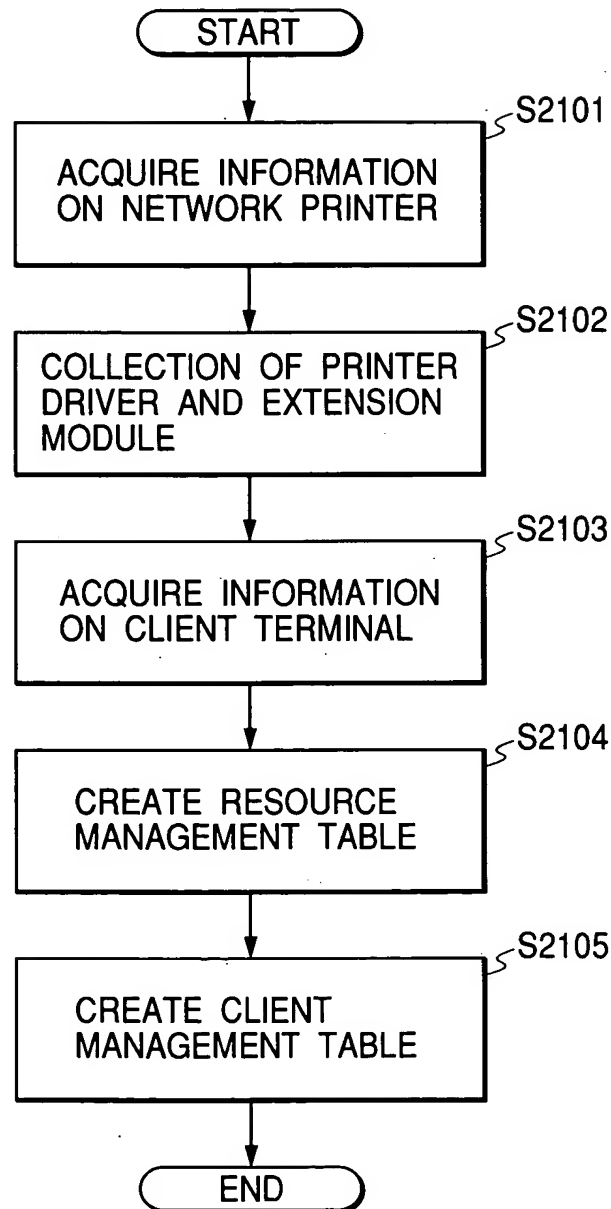 START
S2101
ACQUIRE INFORMATION
ON NETWORK PRINTER
S2102
COLLECTION OF PRINTER
DRIVER AND EXTENSION
MODULE
S2103
ACQUIRE INFORMATION
ON CLIENT TERMINAL
S2104
CREATE RESOURCE
MANAGEMENT TABLE
S2105
CREATE CLIENT
MANAGEMENT TABLE
END